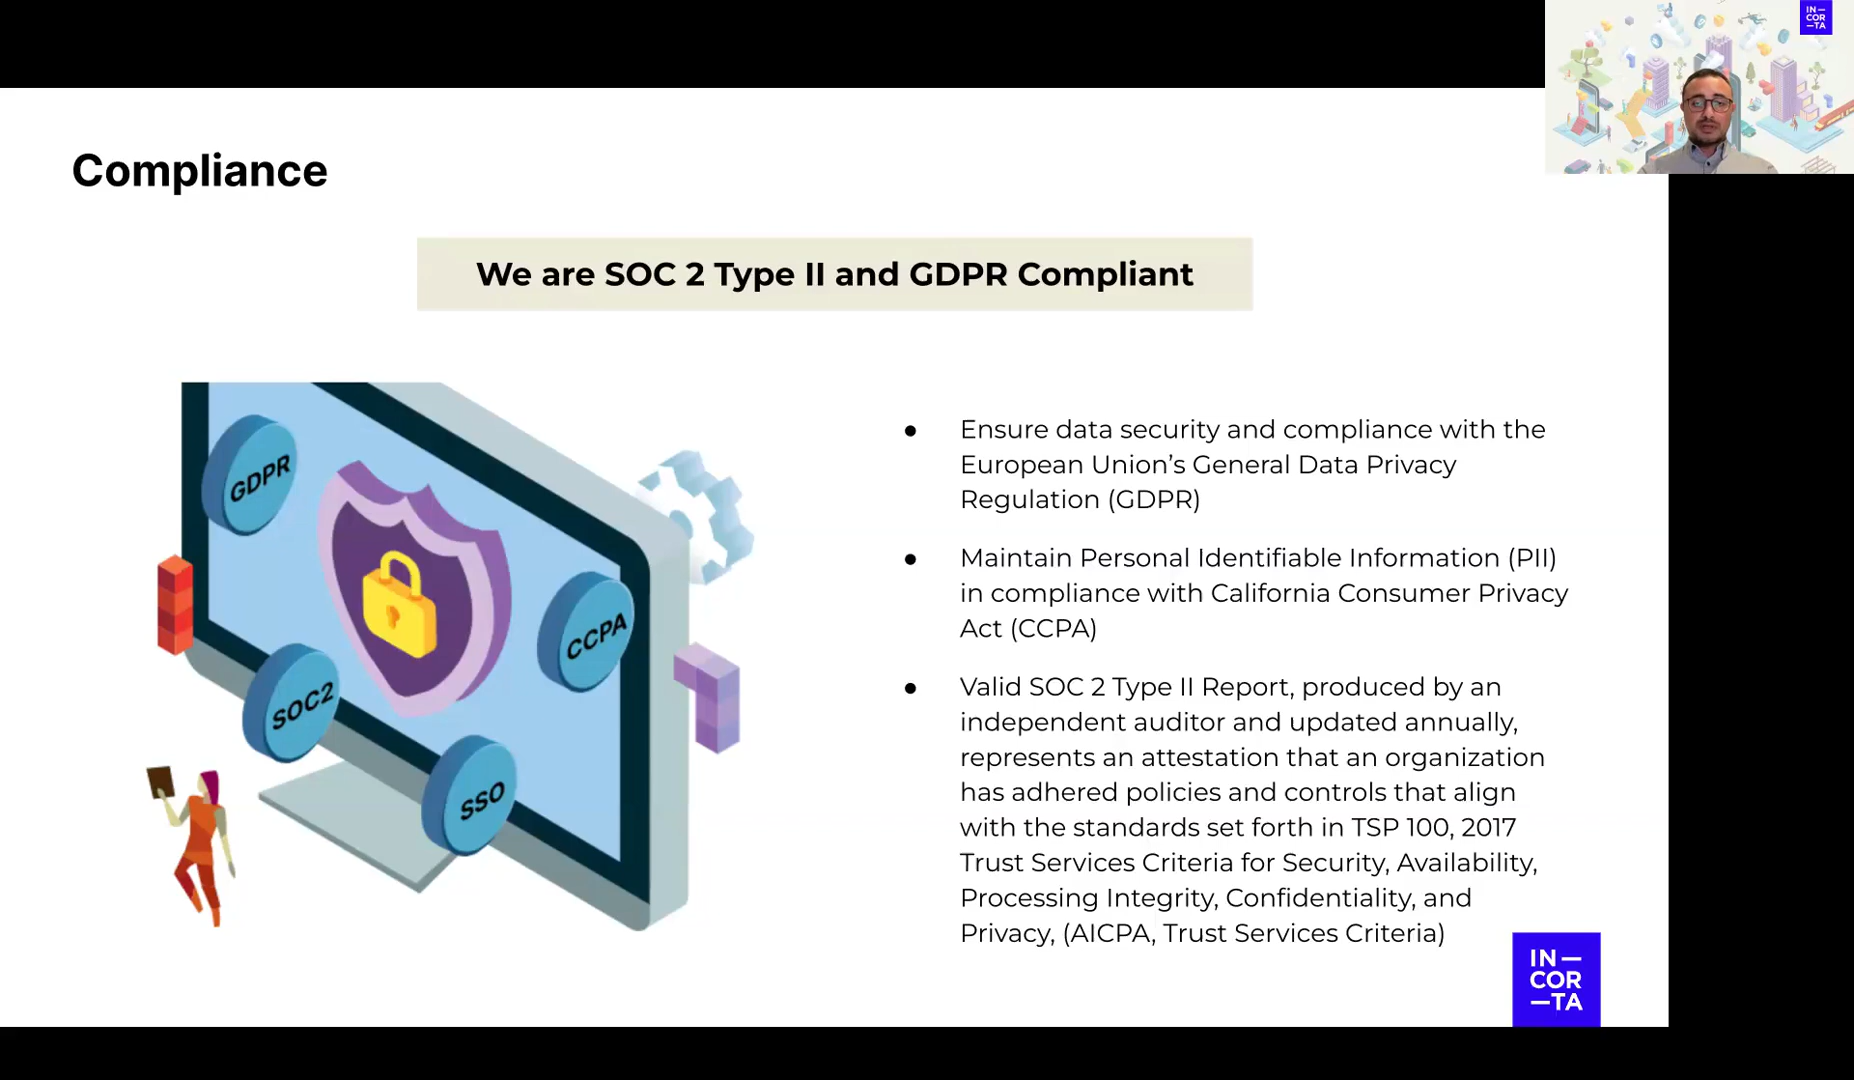 IN—
COR
—TA
Compliance
We are SOC 2 Type II and GDPR Compliant
GDPR
CCPA
SOC2
SSO
● Ensure data security and compliance with the
European Union’s General Data Privacy
Regulation (GDPR)
● Maintain Personal Identifiable Information (PII)
in compliance with California Consumer Privacy
Act (CCPA)
● Valid SOC 2 Type II Report, produced by an
independent auditor and updated annually,
represents an attestation that an organization
has adhered policies and controls that align
with the standards set forth in TSP 100, 2017
Trust Services Criteria for Security, Availability,
Processing Integrity, Confidentiality, and
Privacy, (AICPA, Trust Services Criteria)
IN—
COR
—TA